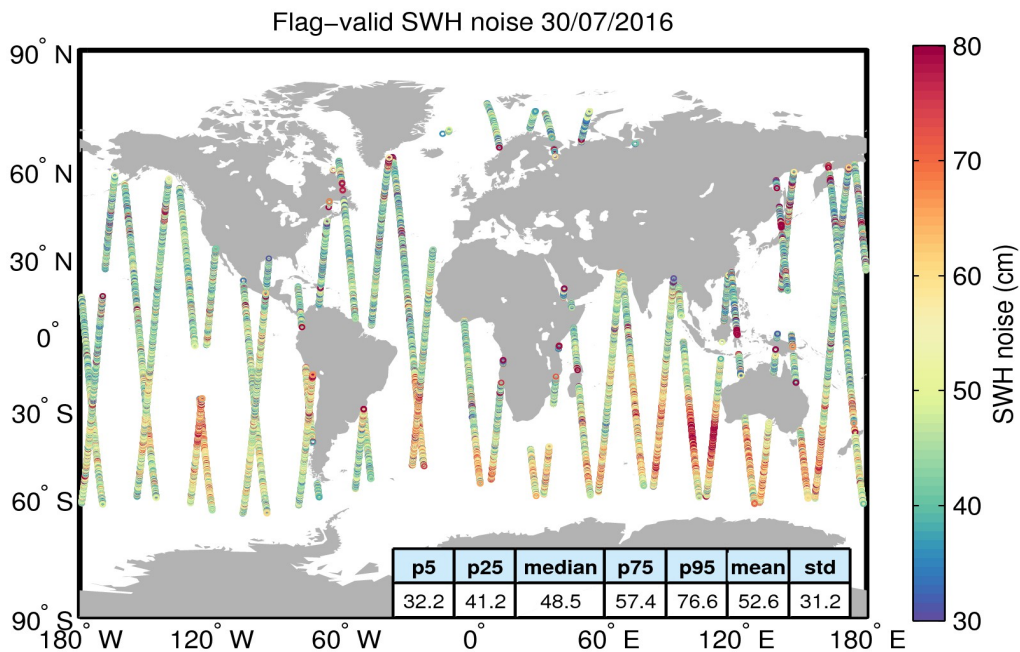 Flag−valid SWH noise 30/07/2016
90° N
60° N
30° N
0°
30° S
60° S
90° S
180° W
120° W
60° W
0°
60° E
120° E
180° E
p5 p25 median p75 p95 mean std
32.2 41.2 48.5 57.4 76.6 52.6 31.2
80
70
60
50
40
30
SWH noise (cm)